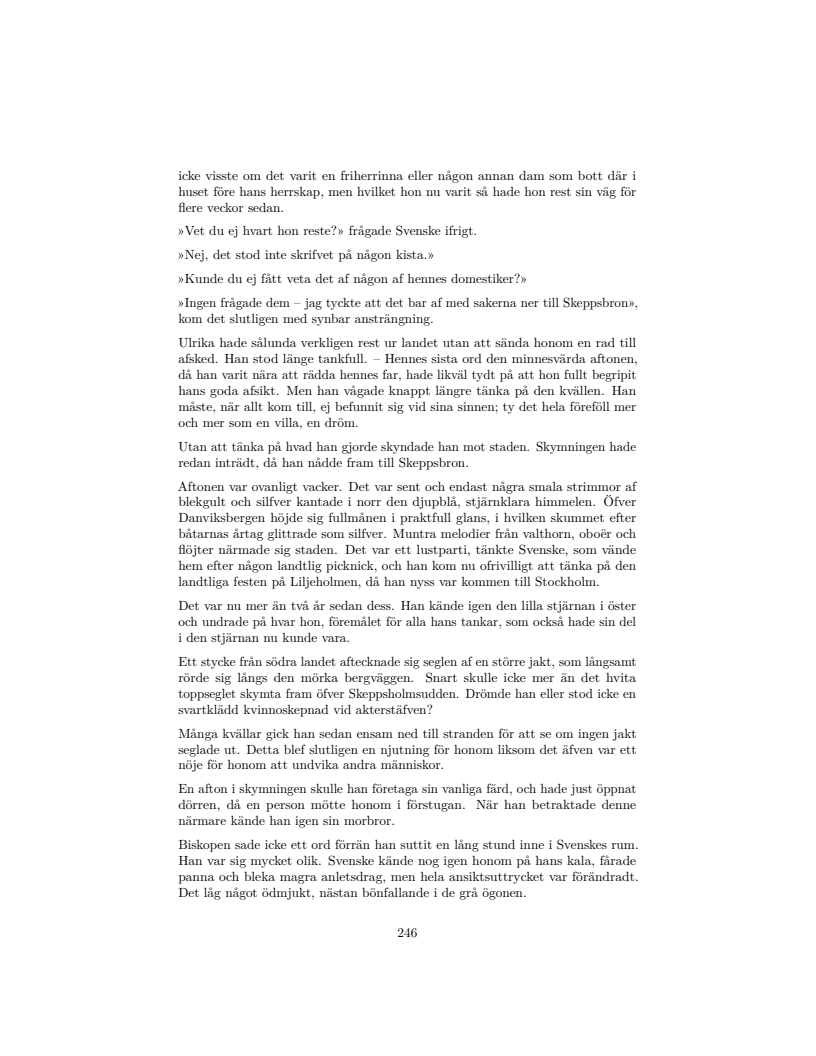 icke visste om det varit en friherrinna eller någon annan dam som bott där i
huset före hans herrskap, men hvilket hon nu varit så hade hon rest sin väg för
flere veckor sedan.
»Vet du ej hvart hon reste?» frågade Svenske ifrigt.
»Nej, det stod inte skrifvet på någon kista.»
»Kunde du ej fått veta det af någon af hennes domestiker?»
»Ingen frågade dem – jag tyckte att det bar af med sakerna ner till Skeppsbron»,
kom det slutligen med synbar ansträngning.
Ulrika hade sålunda verkligen rest ur landet utan att sända honom en rad till
afsked. Han stod länge tankfull. – Hennes sista ord den minnesvärda aftonen,
då han varit nära att rädda hennes far, hade likväl tydt på att hon fullt begripit
hans goda afsikt. Men han vågade knappt längre tänka på den kvällen. Han
måste, när allt kom till, ej befunnit sig vid sina sinnen; ty det hela föreföll mer
och mer som en villa, en dröm.
Utan att tänka på hvad han gjorde skyndade han mot staden. Skymningen hade
redan inträdt, då han nådde fram till Skeppsbron.
Aftonen var ovanligt vacker. Det var sent och endast några smala strimmor af
blekgult och silfver kantade i norr den djupblå, stjärnklara himmelen. Öfver
Danviksbergen höjde sig fullmånen i praktfull glans, i hvilken skummet efter
båtarnas årtag glittrade som silfver. Muntra melodier från valthorn, oboër och
flöjter närmade sig staden. Det var ett lustparti, tänkte Svenske, som vände
hem efter någon landtlig picknick, och han kom nu ofrivilligt att tänka på den
landtliga festen på Liljeholmen, då han nyss var kommen till Stockholm.
Det var nu mer än två år sedan dess. Han kände igen den lilla stjärnan i öster
och undrade på hvar hon, föremålet för alla hans tankar, som också hade sin del
i den stjärnan nu kunde vara.
Ett stycke från södra landet aftecknade sig seglen af en större jakt, som långsamt
rörde sig långs den mörka bergväggen. Snart skulle icke mer än det hvita
toppseglet skymta fram öfver Skeppsholmsudden. Drömde han eller stod icke en
svartklädd kvinnoskepnad vid akterstäfven?
Många kvällar gick han sedan ensam ned till stranden för att se om ingen jakt
seglade ut. Detta blef slutligen en njutning för honom liksom det äfven var ett
nöje för honom att undvika andra människor.
En afton i skymningen skulle han företaga sin vanliga färd, och hade just öppnat
dörren, då en person mötte honom i förstugan. När han betraktade denne
närmare kände han igen sin morbror.
Biskopen sade icke ett ord förrän han suttit en lång stund inne i Svenskes rum.
Han var sig mycket olik. Svenske kände nog igen honom på hans kala, fårade
panna och bleka magra anletsdrag, men hela ansiktsuttrycket var förändradt.
Det låg något ödmjukt, nästan bönfallande i de grå ögonen.
246